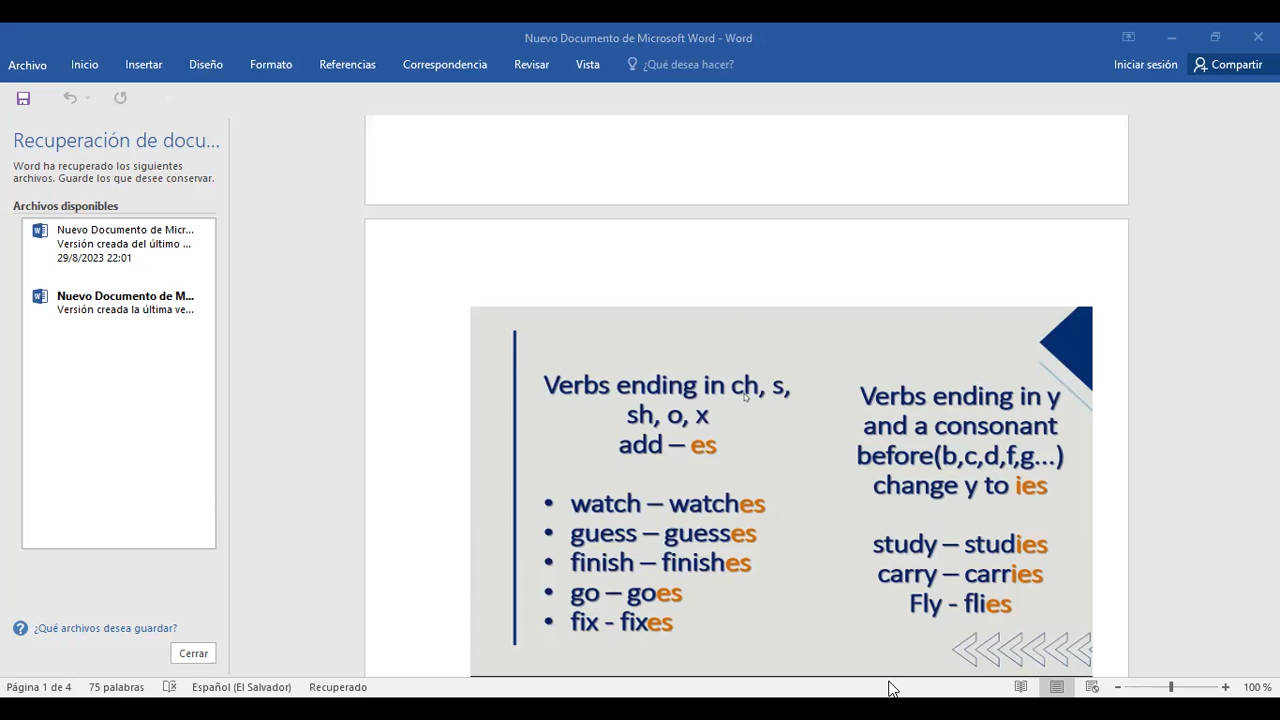 Nuevo Documento de Microsoft Word - Word
Archivo Inicio Insertar Diseño Formato Referencias Correspondencia Revisar Vista ¿Qué desea hacer? Iniciar sesión Compartir
Recuperación de docu...
Word ha recuperado los siguientes
archivos. Guarde los que desee conservar.
Archivos disponibles
Nuevo Documento de Micr...
Versión creada del último ...
29/8/2023 22:01
Nuevo Documento de M...
Versión creada la última ve...
¿Qué archivos desea guardar?
Cerrar
Verbs ending in ch, s,
sh, o, x
add – es
• watch – watches
• guess – guesses
• finish – finishes
• go – goes
• fix - fixes
Verbs ending in y
and a consonant
before(b,c,d,f,g...)
change y to ies
study – studies
carry – carries
Fly - flies
Página 1 de 4 75 palabras Español (El Salvador) Recuperado 100 %